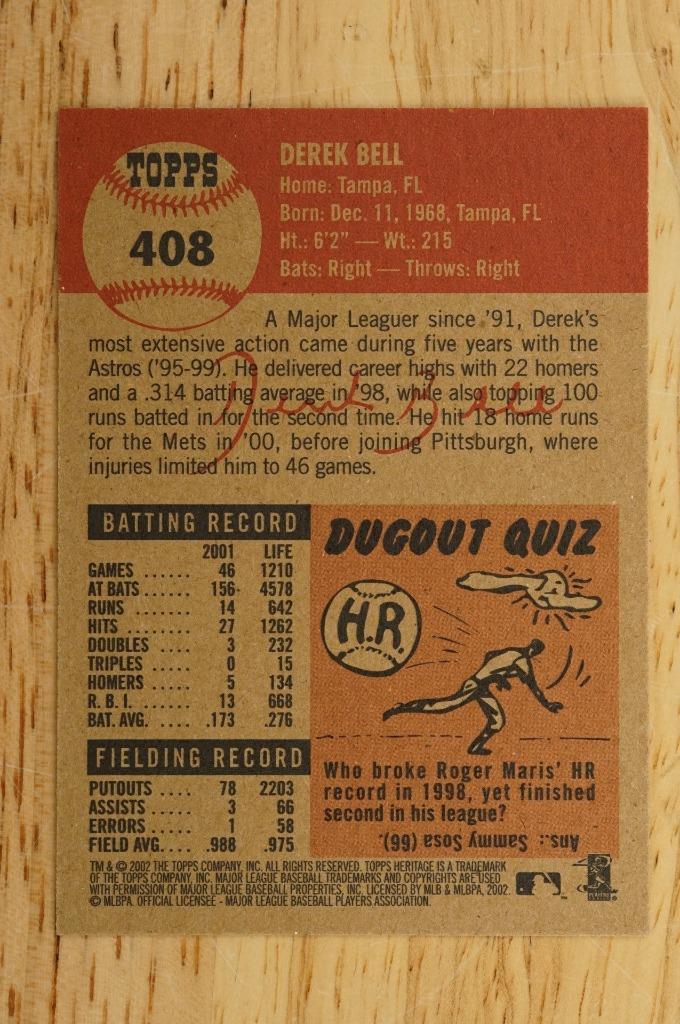 TOPPS
408
DEREK BELL
Home: Tampa, FL
Born: Dec. 11, 1968, Tampa, FL
Ht.: 6'2" — Wt.: 215
Bats: Right — Throws: Right
A Major Leaguer since '91, Derek's
most extensive action came during five years with the
Astros ('95-99). He delivered career highs with 22 homers
and a .314 batting average in '98, while also topping 100
runs batted in for the second time. He hit 18 home runs
for the Mets in '00, before joining Pittsburgh, where
injuries limited him to 46 games.
Derek Bell
BATTING RECORD
2001 LIFE
GAMES ...... 46 1210
AT BATS ..... 156 4578
RUNS ...... 14 642
HITS ....... 27 1262
DOUBLES .... 3 232
TRIPLES .... 0 15
HOMERS .... 5 134
R. B. I. ..... 13 668
BAT. AVG. .... .173 .276
FIELDING RECORD
PUTOUTS .... 78 2203
ASSISTS .... 3 66
ERRORS .... 1 58
FIELD AVG.... .988 .975
DUGOUT QUIZ
H.R.
Who broke Roger Maris' HR
record in 1998, yet finished
second in his league?
Ans.: Sammy Sosa (66).
TM & © 2002 THE TOPPS COMPANY, INC. ALL RIGHTS RESERVED. TOPPS HERITAGE IS A TRADEMARK
OF THE TOPPS COMPANY, INC. MAJOR LEAGUE BASEBALL TRADEMARKS AND COPYRIGHTS ARE USED
WITH PERMISSION OF MAJOR LEAGUE BASEBALL PROPERTIES, INC. LICENSED BY MLB & MLBPA, 2002.
© MLBPA. OFFICIAL LICENSEE - MAJOR LEAGUE BASEBALL PLAYERS ASSOCIATION.